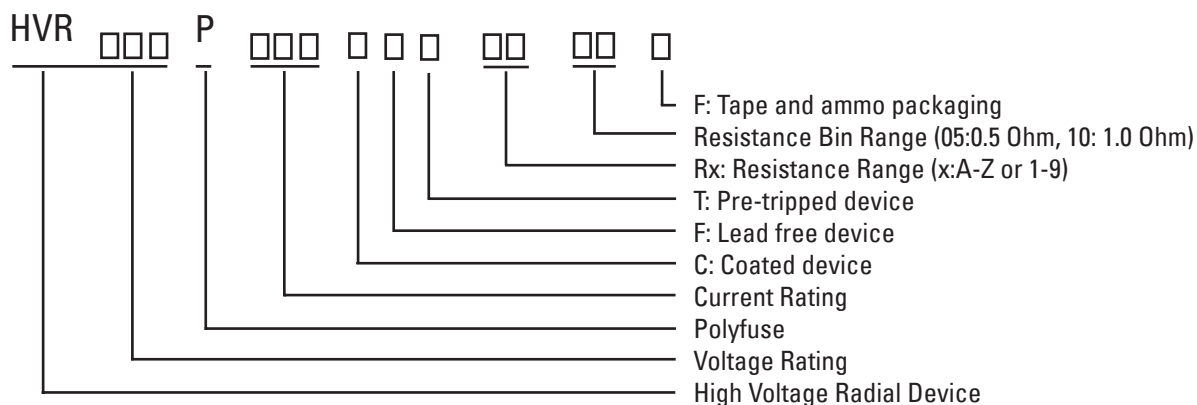 HVR □□□ P □□□ □ □ □ □□ □□ □
F: Tape and ammo packaging
Resistance Bin Range (05:0.5 Ohm, 10: 1.0 Ohm)
Rx: Resistance Range (x:A-Z or 1-9)
T: Pre-tripped device
F: Lead free device
C: Coated device
Current Rating
Polyfuse
Voltage Rating
High Voltage Radial Device